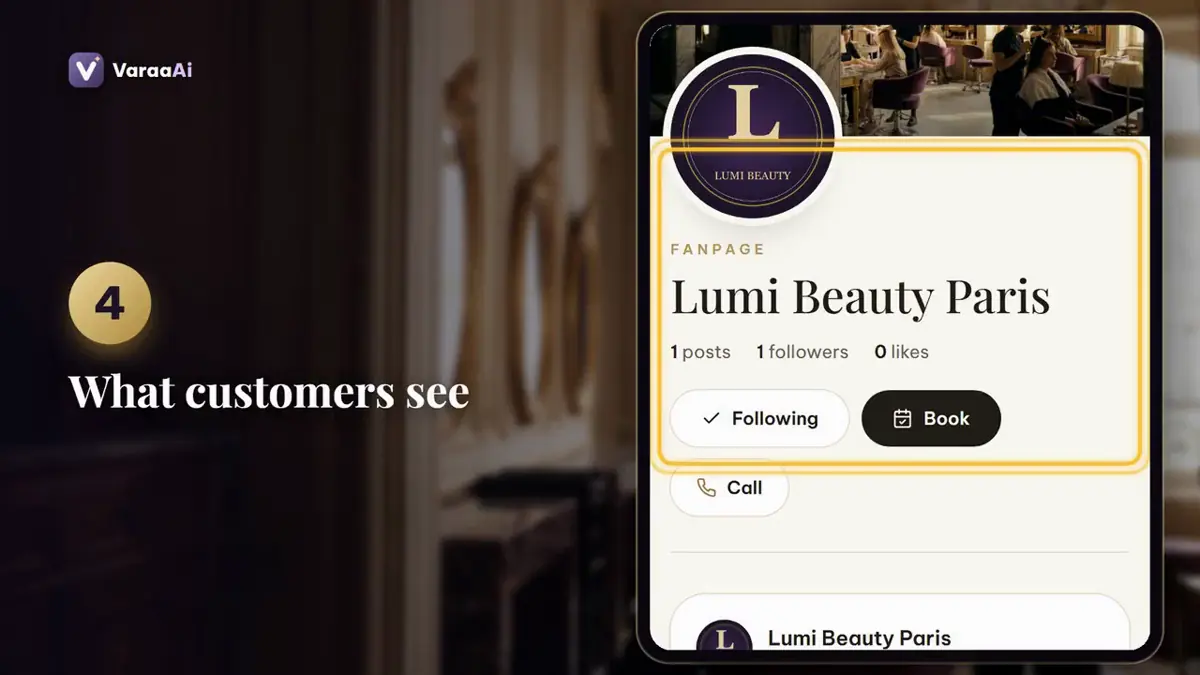 VaraaAi
4
What customers see
L
LUMI BEAUTY
FANPAGE
Lumi Beauty Paris
1 posts 1 followers 0 likes
Following Book
Call
L
Lumi Beauty Paris